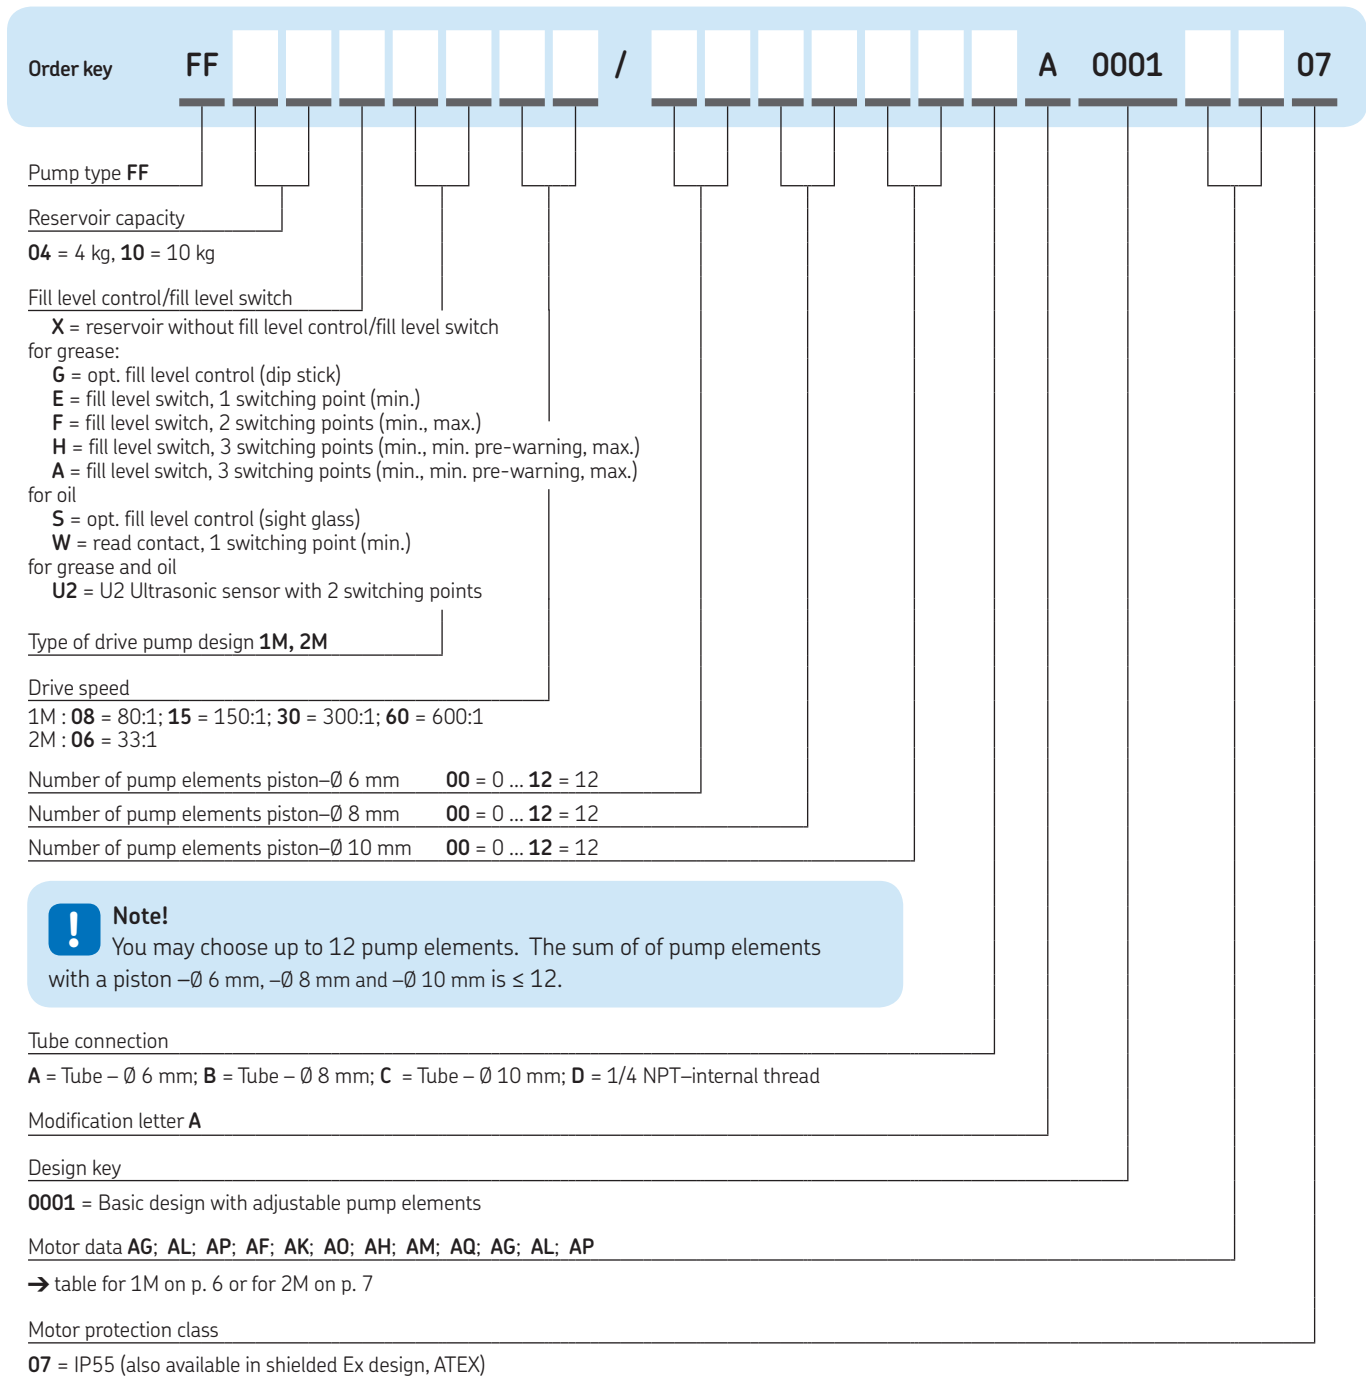 Order key FF / A 0001 07
Pump type FF
Reservoir capacity
04 = 4 kg, 10 = 10 kg
Fill level control/fill level switch
X = reservoir without fill level control/fill level switch
for grease:
G = opt. fill level control (dip stick)
E = fill level switch, 1 switching point (min.)
F = fill level switch, 2 switching points (min., max.)
H = fill level switch, 3 switching points (min., min. pre-warning, max.)
A = fill level switch, 3 switching points (min., min. pre-warning, max.)
for oil
S = opt. fill level control (sight glass)
W = read contact, 1 switching point (min.)
for grease and oil
U2 = U2 Ultrasonic sensor with 2 switching points
Type of drive pump design 1M, 2M
Drive speed
1M : 08 = 80:1; 15 = 150:1; 30 = 300:1; 60 = 600:1
2M : 06 = 33:1
Number of pump elements piston–Ø 6 mm 00 = 0 ... 12 = 12
Number of pump elements piston–Ø 8 mm 00 = 0 ... 12 = 12
Number of pump elements piston–Ø 10 mm 00 = 0 ... 12 = 12
! Note!
You may choose up to 12 pump elements. The sum of of pump elements
with a piston –Ø 6 mm, –Ø 8 mm and –Ø 10 mm is ≤ 12.
Tube connection
A = Tube – Ø 6 mm; B = Tube – Ø 8 mm; C = Tube – Ø 10 mm; D = 1/4 NPT–internal thread
Modification letter A
Design key
0001 = Basic design with adjustable pump elements
Motor data AG; AL; AP; AF; AK; AO; AH; AM; AQ; AG; AL; AP
➔ table for 1M on p. 6 or for 2M on p. 7
Motor protection class
07 = IP55 (also available in shielded Ex design, ATEX)